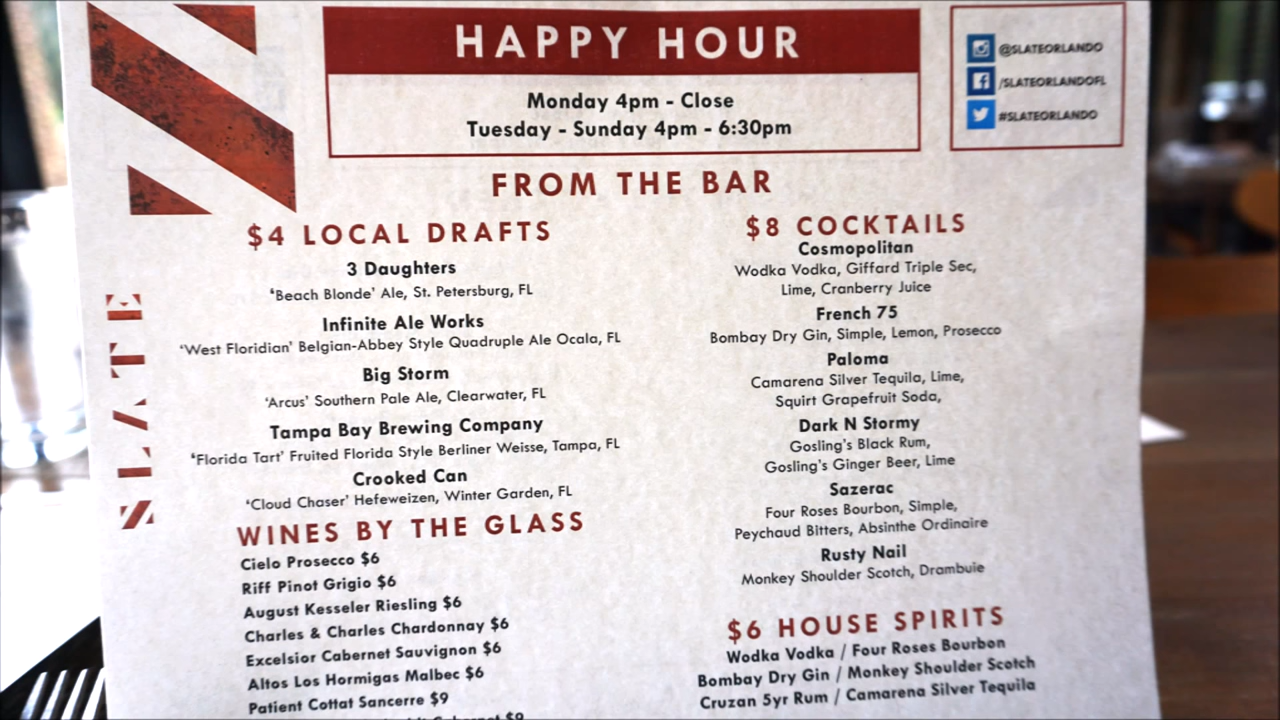 HAPPY HOUR
Monday 4pm - Close
Tuesday - Sunday 4pm - 6:30pm
@SLATEORLANDO
/SLATEORLANDOFL
#SLATEORLANDO
SLATE
FROM THE BAR
$4 LOCAL DRAFTS
3 Daughters
‘Beach Blonde’ Ale, St. Petersburg, FL
Infinite Ale Works
‘West Floridian’ Belgian-Abbey Style Quadruple Ale Ocala, FL
Big Storm
‘Arcus’ Southern Pale Ale, Clearwater, FL
Tampa Bay Brewing Company
‘Florida Tart’ Fruited Florida Style Berliner Weisse, Tampa, FL
Crooked Can
‘Cloud Chaser’ Hefeweizen, Winter Garden, FL
WINES BY THE GLASS
Cielo Prosecco $6
Riff Pinot Grigio $6
August Kesseler Riesling $6
Charles & Charles Chardonnay $6
Excelsior Cabernet Sauvignon $6
Altos Los Hormigas Malbec $6
Patient Cottat Sancerre $9
Cabernet $9
$8 COCKTAILS
Cosmopolitan
Wodka Vodka, Giffard Triple Sec,
Lime, Cranberry Juice
French 75
Bombay Dry Gin, Simple, Lemon, Prosecco
Paloma
Camarena Silver Tequila, Lime,
Squirt Grapefruit Soda,
Dark N Stormy
Gosling’s Black Rum,
Gosling’s Ginger Beer, Lime
Sazerac
Four Roses Bourbon, Simple,
Peychaud Bitters, Absinthe Ordinaire
Rusty Nail
Monkey Shoulder Scotch, Drambuie
$6 HOUSE SPIRITS
Wodka Vodka / Four Roses Bourbon
Bombay Dry Gin / Monkey Shoulder Scotch
Cruzan 5yr Rum / Camarena Silver Tequila